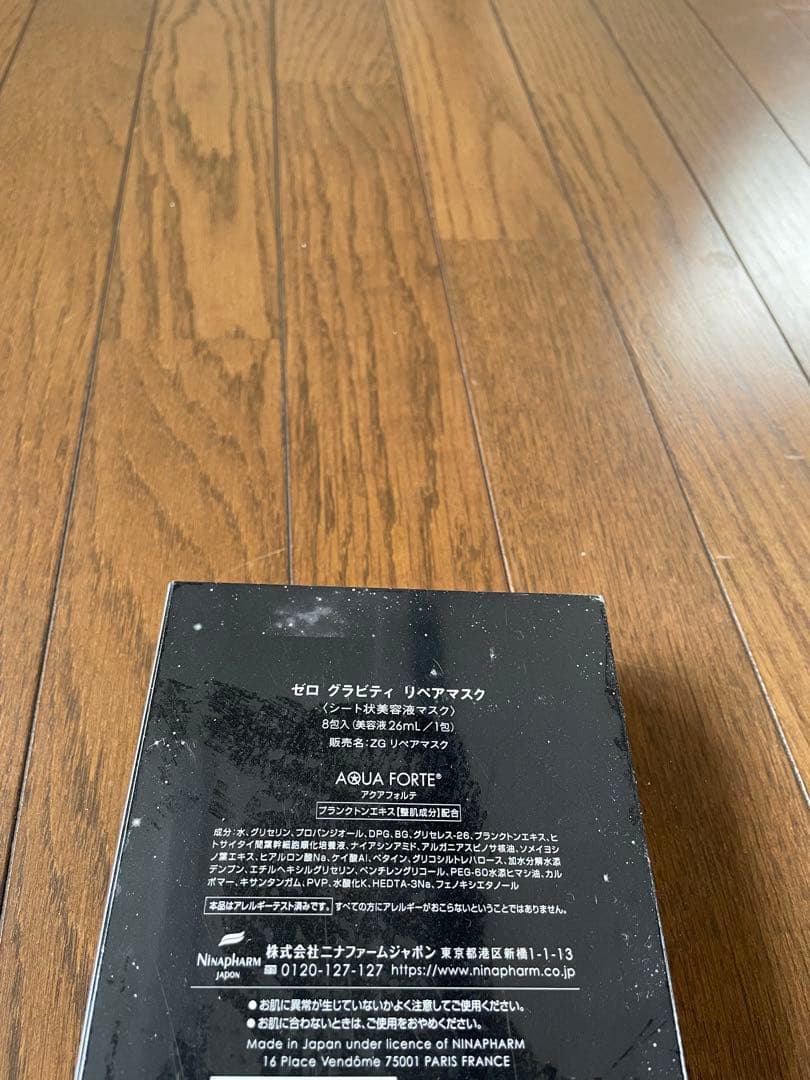 ゼロ グラビティ リペアマスク
〈シート状美容液マスク〉
8包入(美容液26mL/1包)
販売名:ZG リペアマスク
AQUA FORTE®
アクアフォルテ
プランクトンエキス【整肌成分】配合
成分:水、グリセリン、プロパンジオール、DPG、BG、グリセレス-26、プランクトンエキス、ヒ
トサイタイ間葉幹細胞順化培養液、ナイアシンアミド、アルガニアスピノサ核油、ソメイヨシ
ノ葉エキス、ヒアルロン酸Na、ケイ酸Al、ベタイン、グリコシルトレハロース、加水分解水添
デンプン、エチルヘキシルグリセリン、ペンチレングリコール、PEG-60水添ヒマシ油、カル
ボマー、キサンタンガム、PVP、水酸化K、HEDTA-3Na、フェノキシエタノール
本品はアレルギーテスト済みです。 すべての方にアレルギーがおこらないということではありません。
NINAPHARM
JAPON
株式会社ニナファームジャポン 東京都港区新橋1-1-13
0120-127-127 https://www.ninapharm.co.jp
●お肌に異常が生じていないかよく注意してご使用ください。
●お肌に合わないときは、ご使用をおやめください。
Made in Japan under licence of NINAPHARM
16 Place Vendôme 75001 PARIS FRANCE